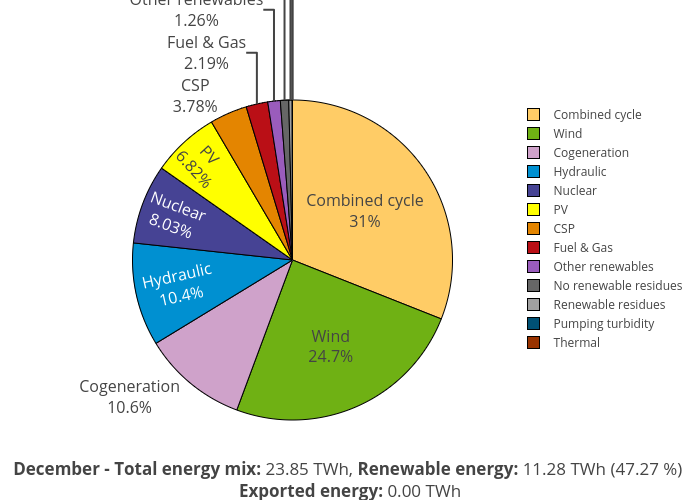 Other renewables
1.26%
Fuel & Gas
2.19%
CSP
3.78%
PV
6.82%
Nuclear
8.03%
Hydraulic
10.4%
Cogeneration
10.6%
Wind
24.7%
Combined cycle
31%
Combined cycle
Wind
Cogeneration
Hydraulic
Nuclear
PV
CSP
Fuel & Gas
Other renewables
No renewable residues
Renewable residues
Pumping turbidity
Thermal
December - Total energy mix: 23.85 TWh, Renewable energy: 11.28 TWh (47.27 %)
Exported energy: 0.00 TWh